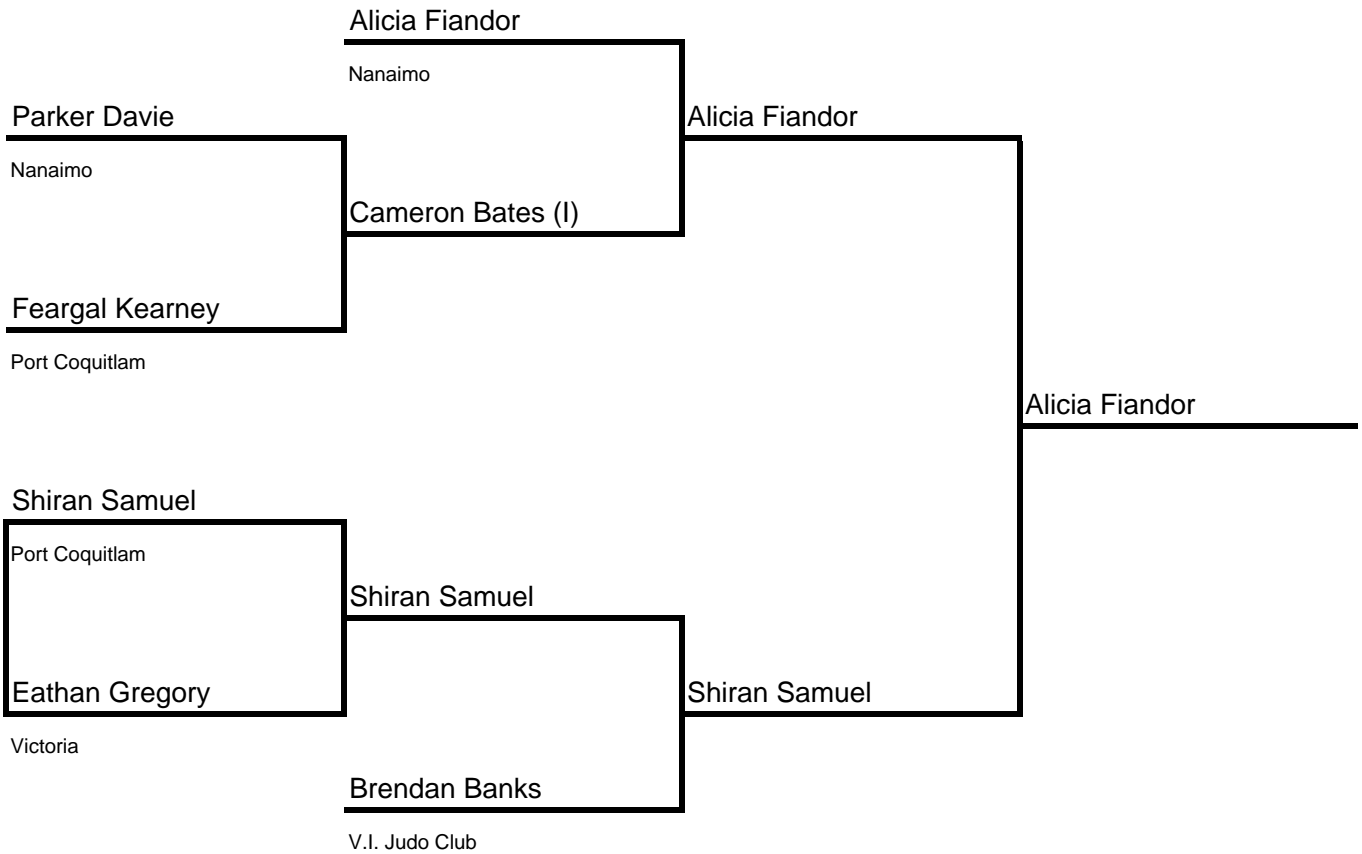 Alicia Fiandor
Nanaimo
Parker Davie
Alicia Fiandor
Nanaimo
Cameron Bates (I)
Feargal Kearney
Port Coquitlam
Alicia Fiandor
Shiran Samuel
Port Coquitlam
Shiran Samuel
Eathan Gregory
Shiran Samuel
Victoria
Brendan Banks
V.I. Judo Club